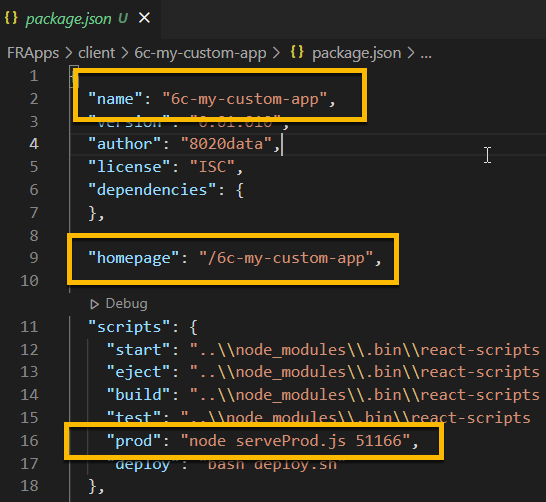 {} package.json U ×
FRApps > client > 6c-my-custom-app > {} package.json > ...
1 {
2 "name": "6c-my-custom-app",
3 "version": "0.01.010",
4 "author": "8020data",
5 "license": "ISC",
6 "dependencies": {
7 },
8
9 "homepage": "/6c-my-custom-app",
10
Debug
11 "scripts": {
12 "start": "..\\node_modules\\.bin\\react-scripts
13 "eject": "..\\node_modules\\.bin\\react-scripts
14 "build": "..\\node_modules\\.bin\\react-scripts
15 "test": "..\\node_modules\\.bin\\react-scripts
16 "prod": "node serveProd.js 51166",
17 "deploy": "bash deploy.sh"
18 },